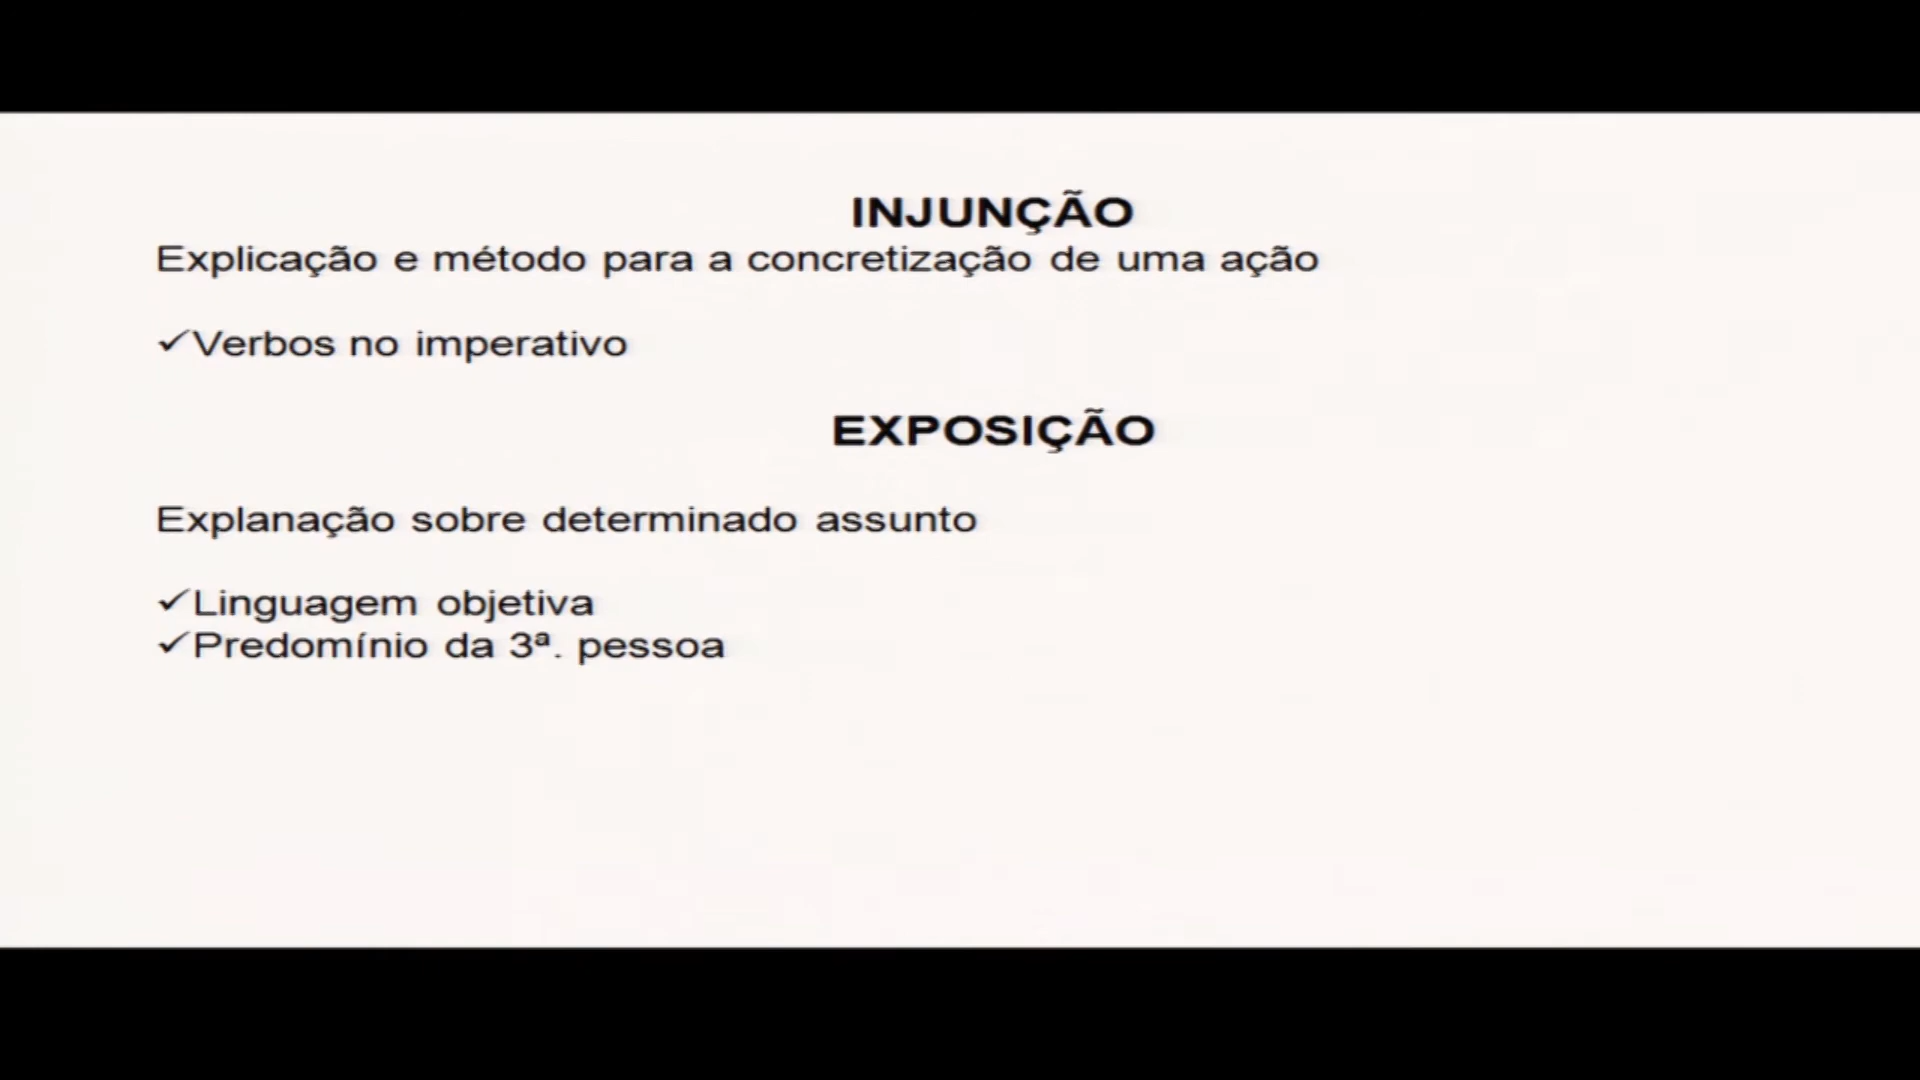 INJUNÇÃO
Explicação e método para a concretização de uma ação
✓Verbos no imperativo
EXPOSIÇÃO
Explanação sobre determinado assunto
✓Linguagem objetiva
✓Predomínio da 3ª. pessoa